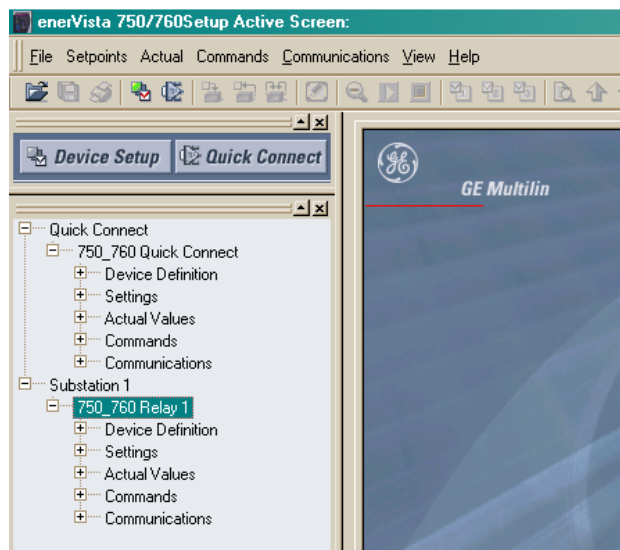 enerVista 750/760Setup Active Screen:
File Setpoints Actual Commands Communications View Help
Device Setup Quick Connect
GE Multilin
Quick Connect
750_760 Quick Connect
Device Definition
Settings
Actual Values
Commands
Communications
Substation 1
750_760 Relay 1
Device Definition
Settings
Actual Values
Commands
Communications